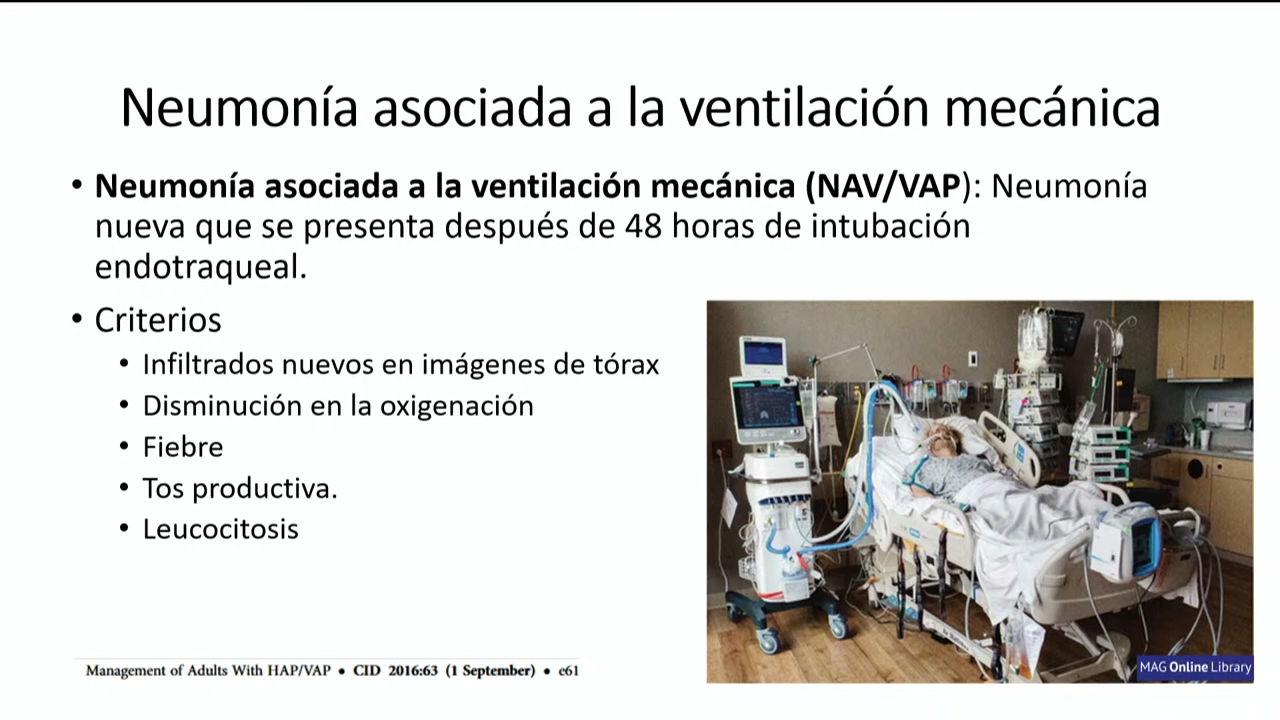 Neumonía asociada a la ventilación mecánica
• Neumonía asociada a la ventilación mecánica (NAV/VAP): Neumonía
nueva que se presenta después de 48 horas de intubación
endotraqueal.
• Criterios
• Infiltrados nuevos en imágenes de tórax
• Disminución en la oxigenación
• Fiebre
• Tos productiva.
• Leucocitosis
Management of Adults With HAP/VAP • CID 2016:63 (1 September) • e61
MAG Online Library